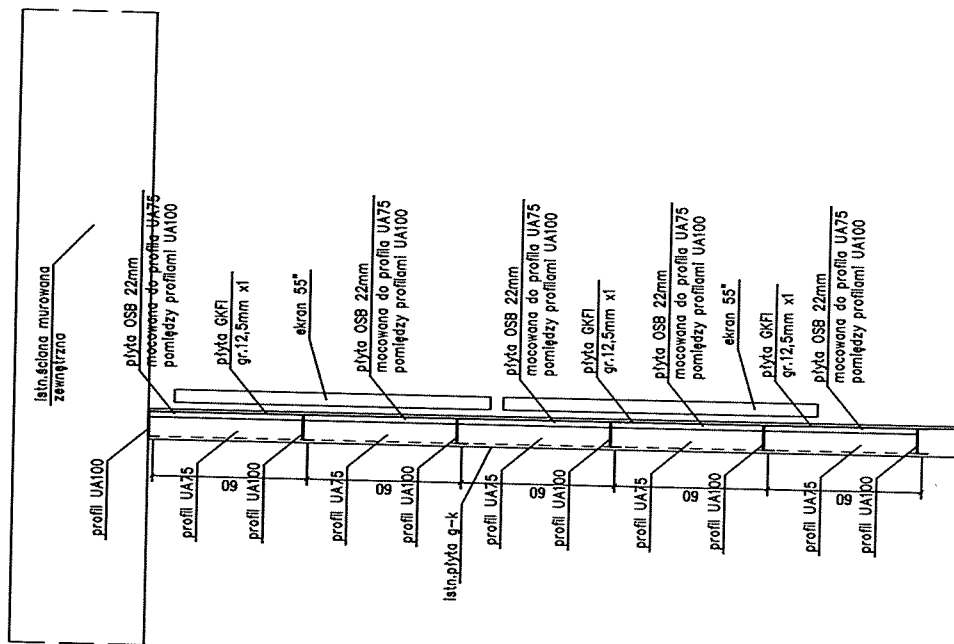 istn.ściana murowana
zewnętrzna
płyta OSB 22mm
mocowana do profila UA75
pomiędzy profilami UA100
płyta GKFI
gr.12,5mm x1
ekran 55"
płyta OSB 22mm
mocowana do profila UA75
pomiędzy profilami UA100
płyta OSB 22mm
mocowana do profila UA75
pomiędzy profilami UA100
płyta GKFI
gr.12,5mm x1
płyta OSB 22mm
mocowana do profila UA75
pomiędzy profilami UA100
ekran 55"
płyta GKFI
gr.12,5mm x1
płyta OSB 22mm
mocowana do profila UA75
pomiędzy profilami UA100
profil UA100
profil UA75
60
profil UA100
profil UA75
60
profil UA100
istn.płyta g-k
profil UA75
60
profil UA100
profil UA75
60
profil UA100
profil UA75
60
profil UA100